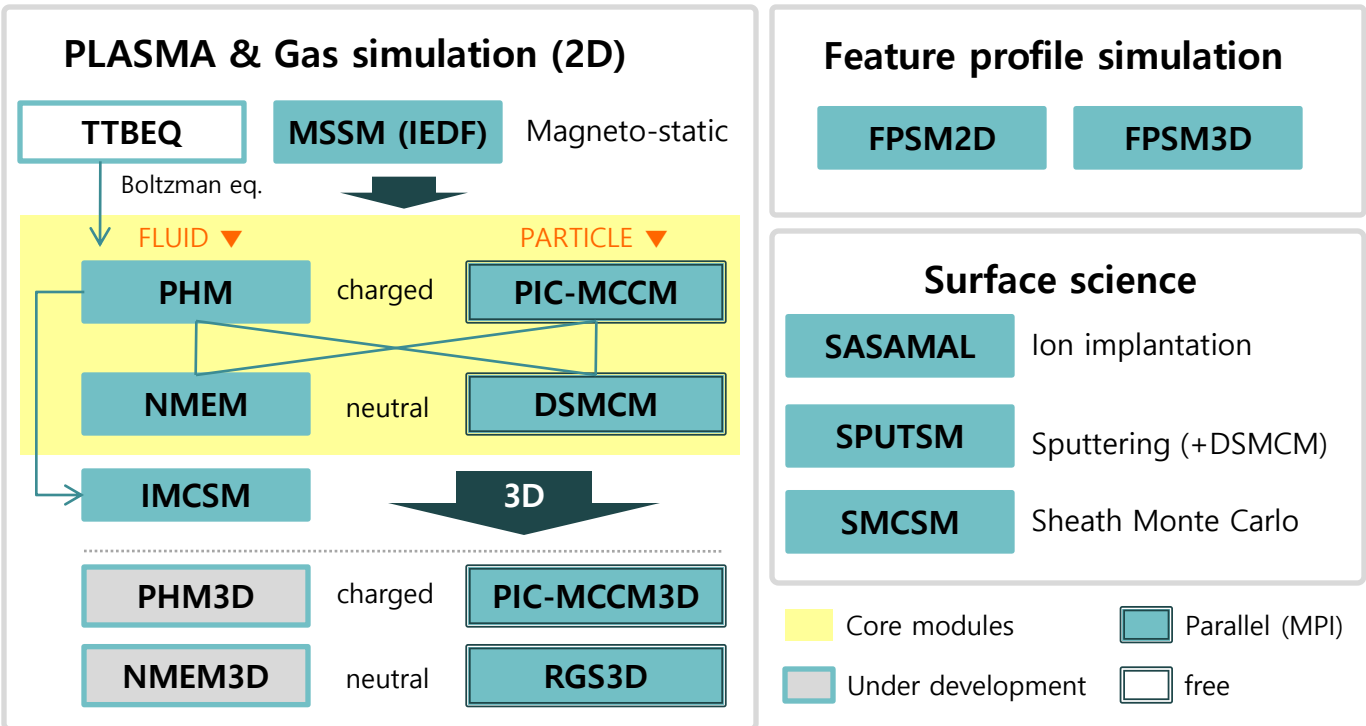 PLASMA & Gas simulation (2D)
TTBEQ
MSSM (IEDF)
Magneto-static
Boltzman eq.
FLUID ▼
PARTICLE ▼
PHM
charged
PIC-MCCM
NMEM
neutral
DSMCM
IMCSM
3D
PHM3D
charged
PIC-MCCM3D
NMEM3D
neutral
RGS3D
Feature profile simulation
FPSM2D
FPSM3D
Surface science
SASAMAL
Ion implantation
SPUTSM
Sputtering (+DSMCM)
SMCSM
Sheath Monte Carlo
Core modules
Parallel (MPI)
Under development
free